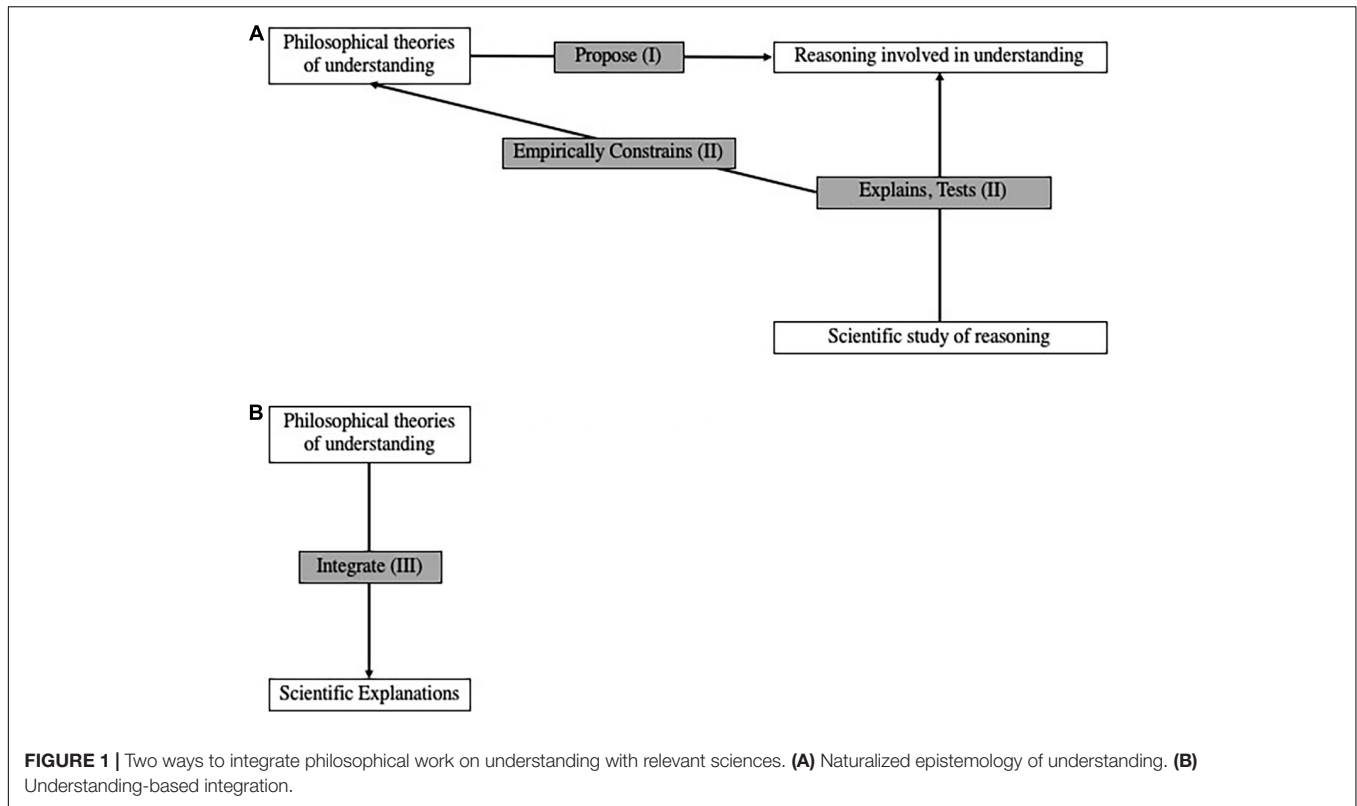 A
Philosophical theories
of understanding
Propose (I)
Reasoning involved in understanding
Empirically Constrains (II)
Explains, Tests (II)
Scientific study of reasoning
B
Philosophical theories
of understanding
Integrate (III)
Scientific Explanations
FIGURE 1 | Two ways to integrate philosophical work on understanding with relevant sciences. (A) Naturalized epistemology of understanding. (B)
Understanding-based integration.